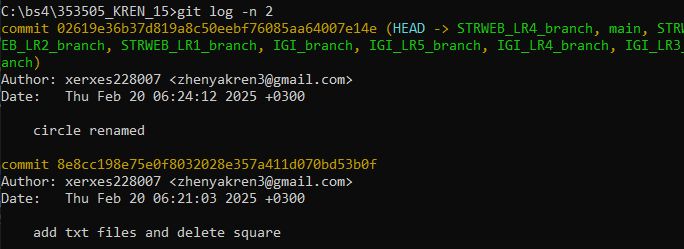 C:\bs4\353505_KREN_15>git log -n 2
commit 02619e36b37d819a8c50eebf76085aa64007e14e (HEAD -> STRWEB_LR4_branch, main, STRW
EB_LR2_branch, STRWEB_LR1_branch, IGI_branch, IGI_LR5_branch, IGI_LR4_branch, IGI_LR3_
anch)
Author: xerxes228007 <zhenyakren3@gmail.com>
Date:   Thu Feb 20 06:24:12 2025 +0300
circle renamed
commit 8e8cc198e75e0f8032028e357a411d070bd53b0f
Author: xerxes228007 <zhenyakren3@gmail.com>
Date:   Thu Feb 20 06:21:03 2025 +0300
add txt files and delete square